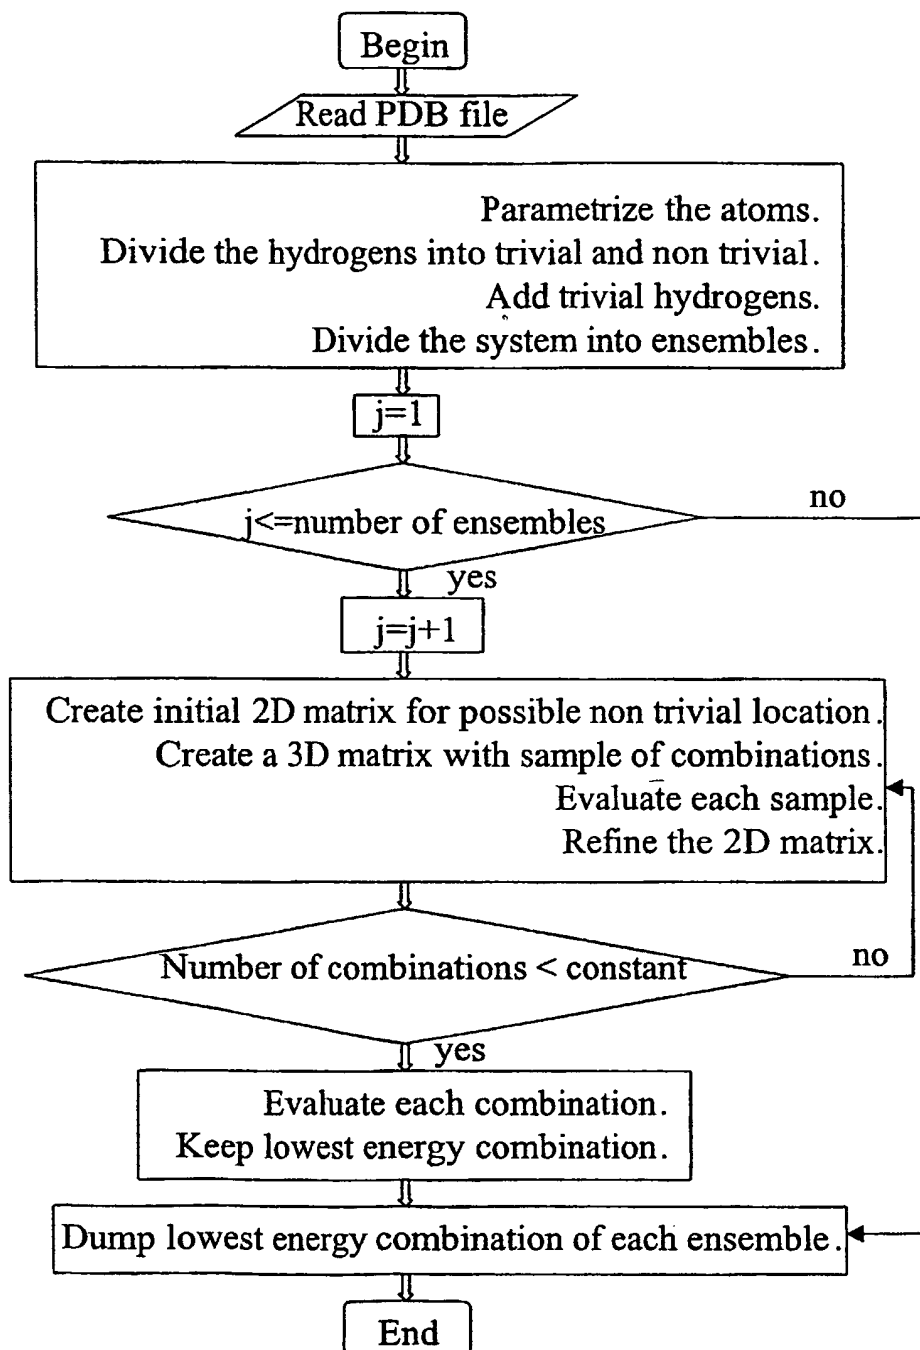 Begin
Read PDB file
Parametrize the atoms.
Divide the hydrogens into trivial and non trivial.
Add trivial hydrogens.
Divide the system into ensembles.
j=1
j<=number of ensembles
no
yes
j=j+1
Create initial 2D matrix for possible non trivial location.
Create a 3D matrix with sample of combinations.
Evaluate each sample.
Refine the 2D matrix.
Number of combinations < constant
no
yes
Evaluate each combination.
Keep lowest energy combination.
Dump lowest energy combination of each ensemble.
End